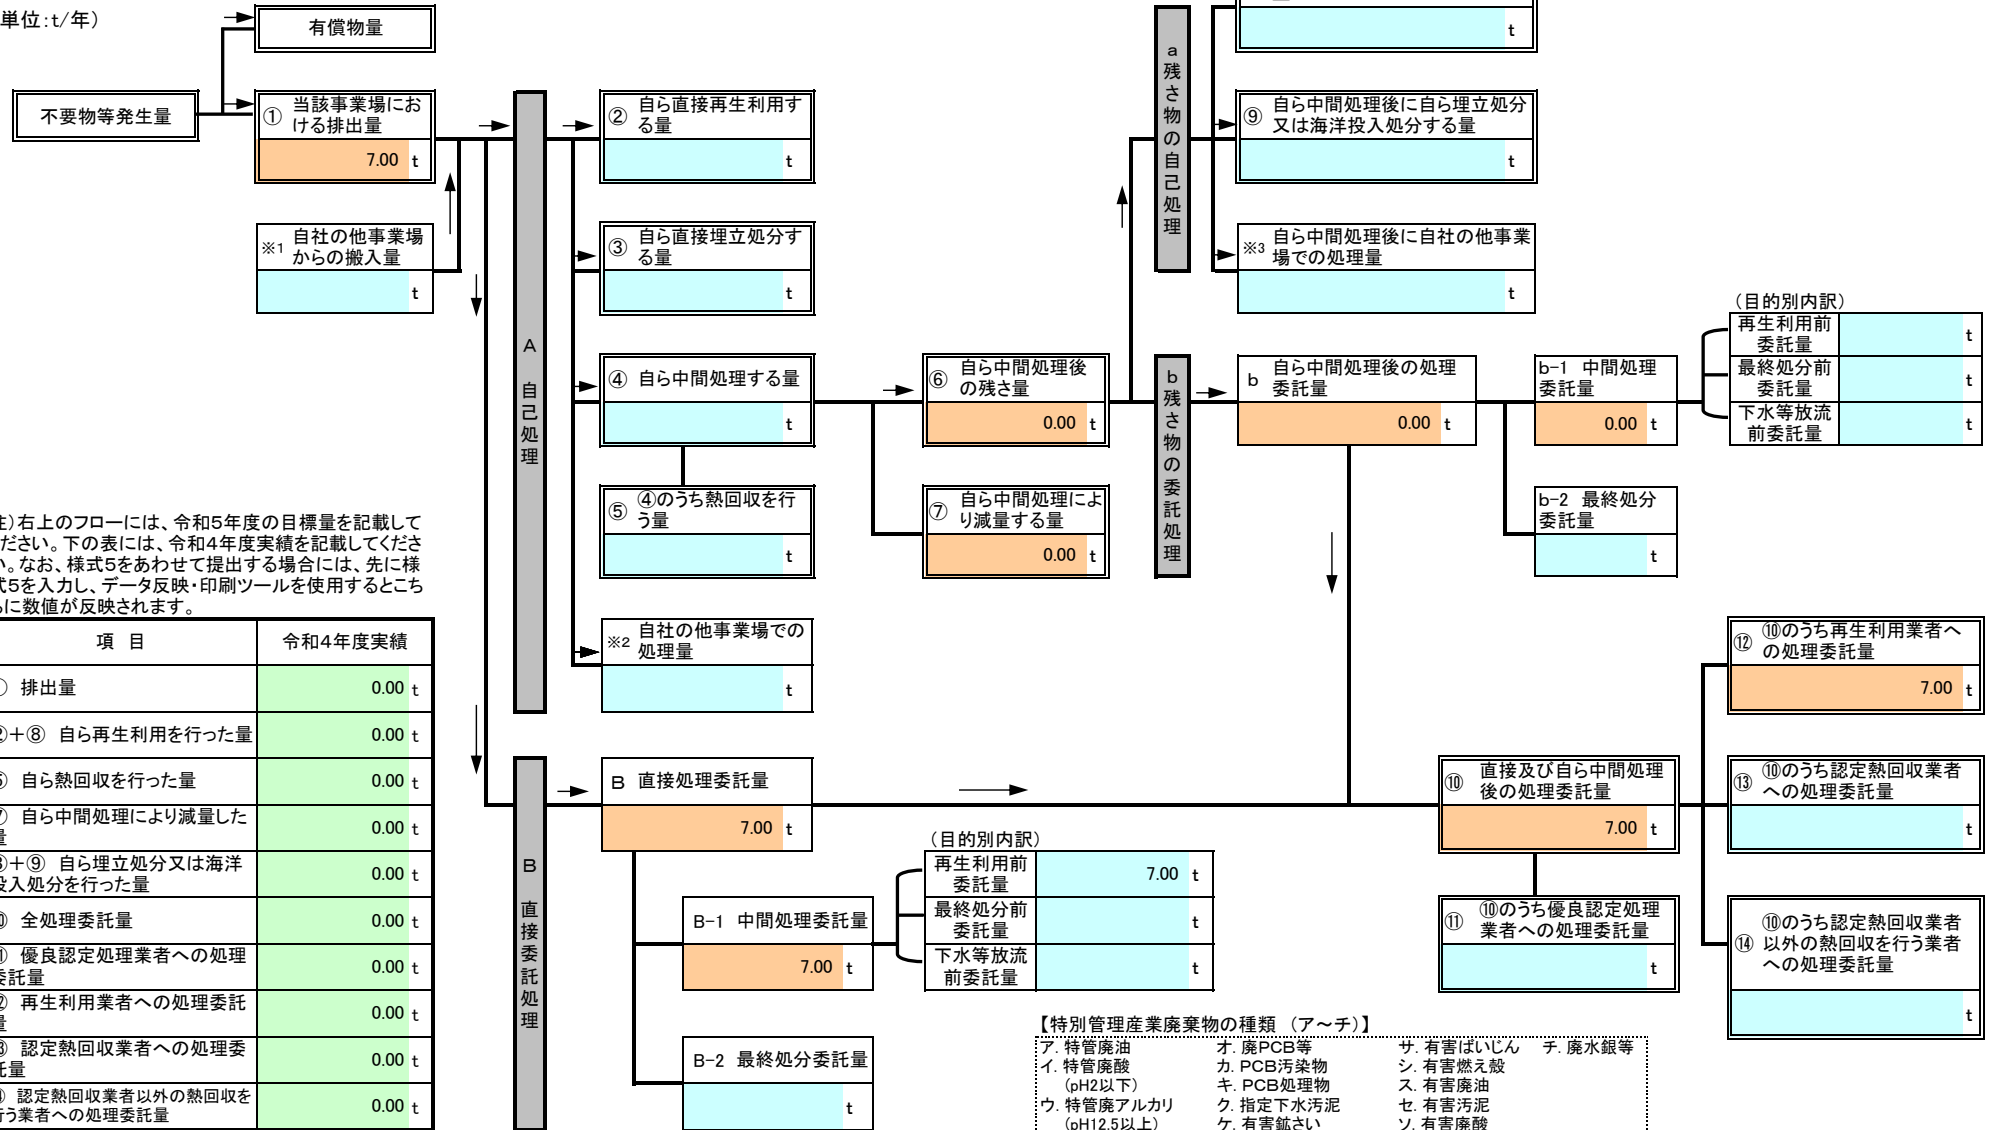 単位:t/年)
有償物量
不要物等発生量
① 当該事業場にお
ける排出量
7.00 t
※1 自社の他事業場
からの搬入量
t
A 自己処理
② 自ら直接再生利用す
る量
t
③ 自ら直接埋立処分す
る量
t
④ 自ら中間処理する量
t
⑤ ④のうち熱回収を行
う量
t
※2 自社の他事業場での
処理量
t
⑥ 自ら中間処理後
の残さ量
0.00 t
⑦ 自ら中間処理によ
り減量する量
0.00 t
a 残さ物の自己処理
t
⑨ 自ら中間処理後に自ら埋立処分
又は海洋投入処分する量
t
※3 自ら中間処理後に自社の他事業
場での処理量
t
b 残さ物の委託処理
b 自ら中間処理後の処理
委託量
0.00 t
b-1 中間処理
委託量
0.00 t
(目的別内訳)
再生利用前
委託量
t
最終処分前
委託量
t
下水等放流
前委託量
t
b-2 最終処分
委託量
t
主)右上のフローには、令和5年度の目標量を記載して
ださい。下の表には、令和4年度実績を記載してくださ
い。なお、様式5をあわせて提出する場合には、先に様
式5を入力し、データ反映・印刷ツールを使用するとこち
らに数値が反映されます。
項 目 令和4年度実績
① 排出量 0.00 t
②+⑧ 自ら再生利用を行った量 0.00 t
⑤ 自ら熱回収を行った量 0.00 t
⑦ 自ら中間処理により減量した
量 0.00 t
③+⑨ 自ら埋立処分又は海洋
投入処分を行った量 0.00 t
⑩ 全処理委託量 0.00 t
⑪ 優良認定処理業者への処理
委託量 0.00 t
⑫ 再生利用業者への処理委託
量 0.00 t
⑬ 認定熱回収業者への処理委
託量 0.00 t
⑭ 認定熱回収業者以外の熱回収を
行う業者への処理委託量 0.00 t
B 直接委託処理
B 直接処理委託量
7.00 t
B-1 中間処理委託量
7.00 t
(目的別内訳)
再生利用前
委託量
7.00 t
最終処分前
委託量
t
下水等放流
前委託量
t
B-2 最終処分委託量
t
⑩ 直接及び自ら中間処理
後の処理委託量
7.00 t
⑪ ⑩のうち優良認定処理
業者への処理委託量
t
⑫ ⑩のうち再生利用業者へ
の処理委託量
7.00 t
⑬ ⑩のうち認定熱回収業者
への処理委託量
t
⑭ ⑩のうち認定熱回収業者
以外の熱回収を行う業者
への処理委託量
t
【特別管理産業廃棄物の種類 (ア~チ)】
ア. 特管廃油 オ. 廃PCB等 サ. 有害ばいじん チ. 廃水銀等
イ. 特管廃酸 カ. PCB汚染物 シ. 有害燃え殻
(pH2以下) キ. PCB処理物 ス. 有害廃油
ウ. 特管廃アルカリ ク. 指定下水汚泥 セ. 有害汚泥
(pH12.5以上) ケ. 有害鉱さい ソ. 有害廃酸